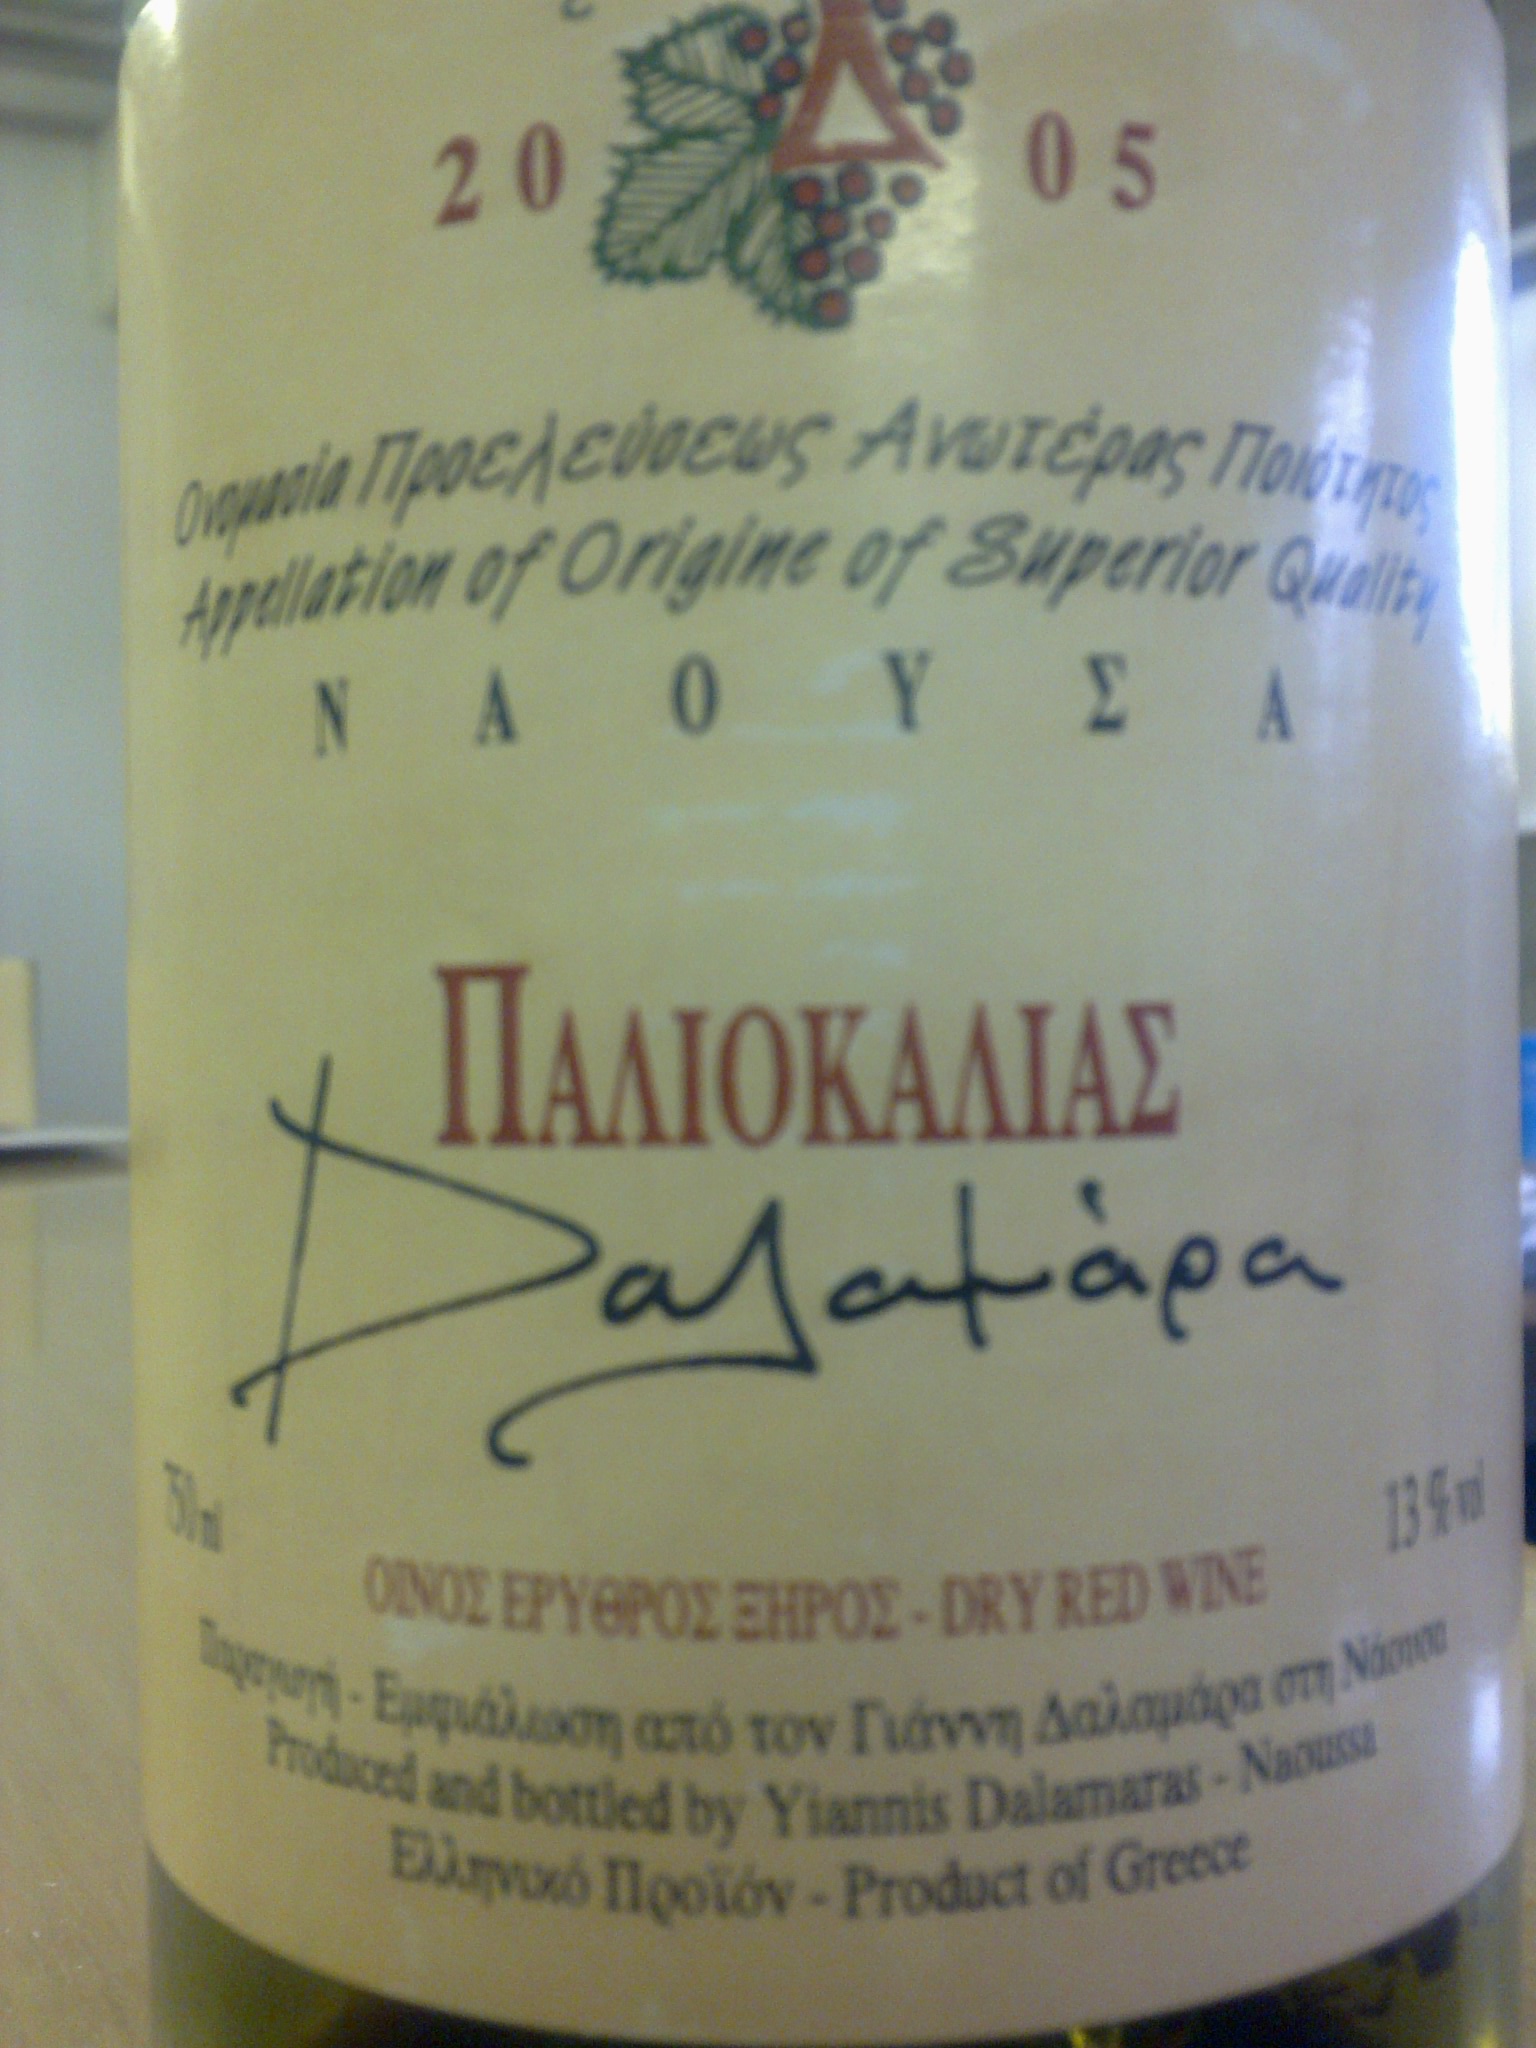 20 05
Ονομασία Προελεύσεως Ανωτέρας Ποιότητος
Appellation of Origine of Superior Quality
ΝΑΟΥΣΑ
ΠΑΛΙΟΚΑΛΙΑΣ
Δαλαμάρα
750 ml 13 % vol
ΟΙΝΟΣ ΕΡΥΘΡΟΣ ΞΗΡΟΣ - DRY RED WINE
Παραγωγή - Εμφιάλωση από τον Γιάννη Δαλαμάρα στη Νάουσα
Produced and bottled by Yiannis Dalamaras - Naoussa
Ελληνικό Προϊόν - Product of Greece